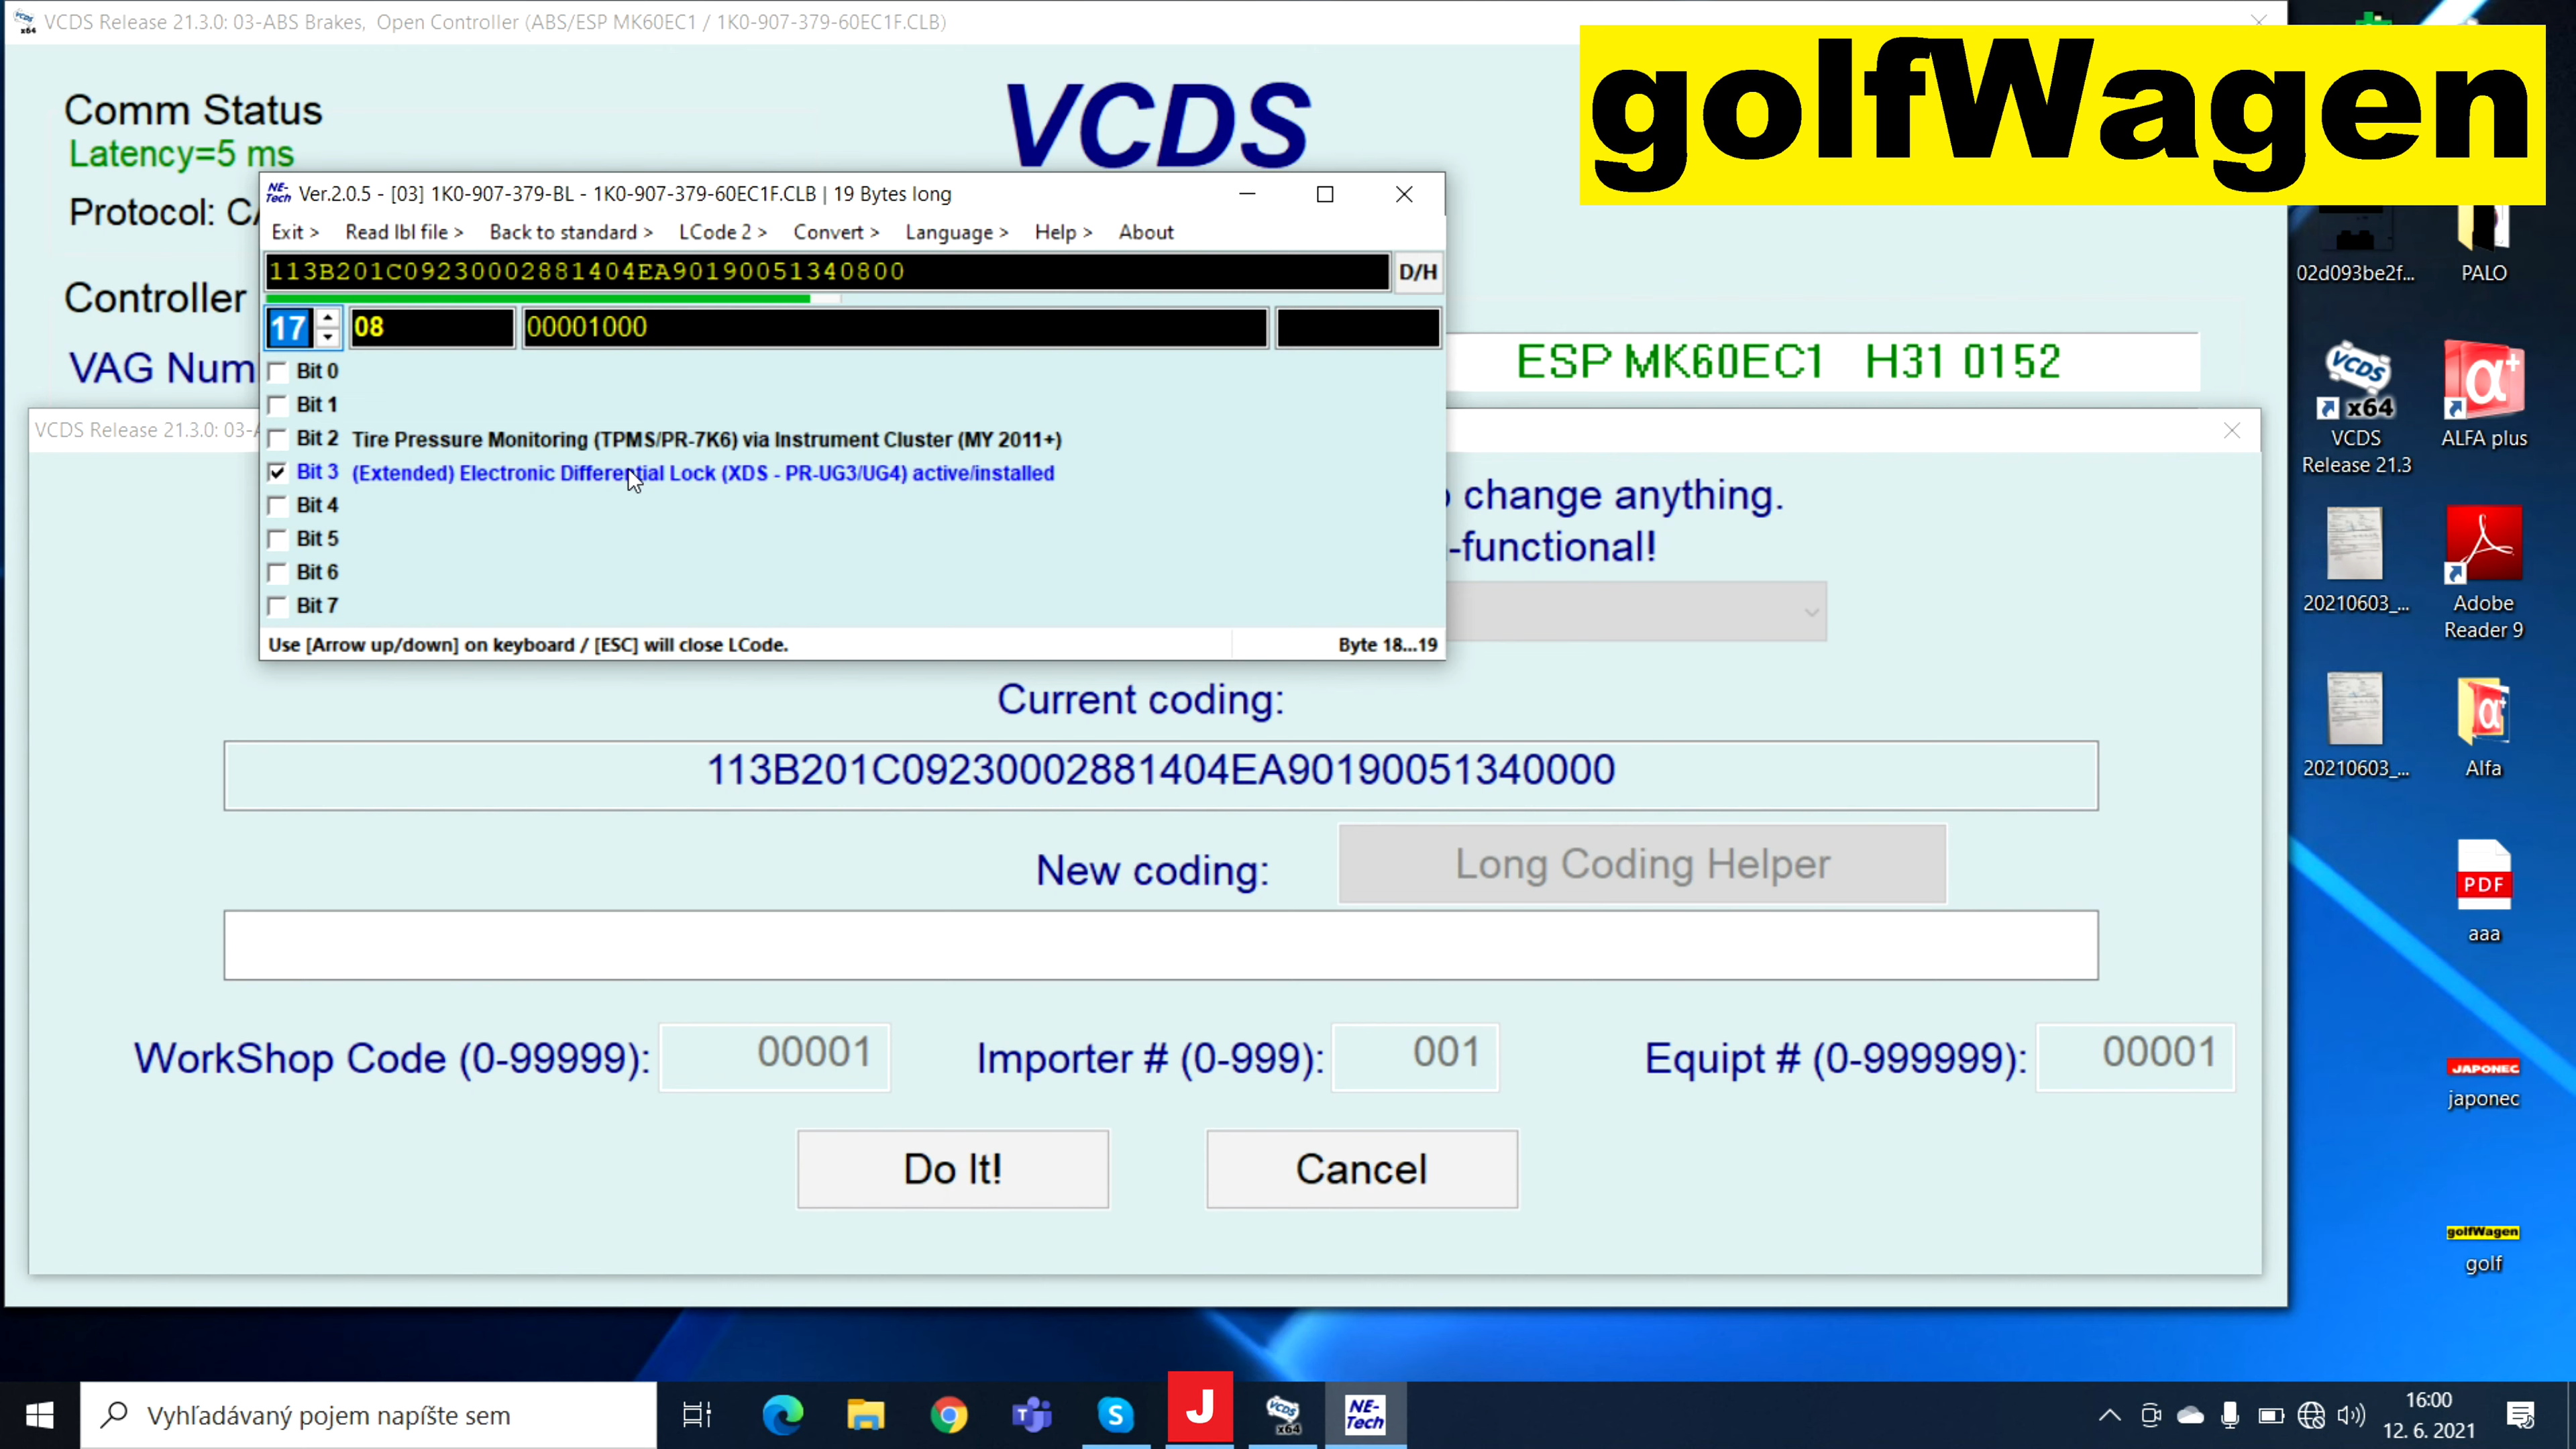 VCDS Release 21.3.0: 03-ABS Brakes,  Open Controller (ABS/ESP MK60EC1 / 1K0-907-379-60EC1F.CLB)
golfWagen
Comm Status
Latency=5 ms
Protocol: CA
Controller
VAG Num
VCDS
NE-Tech Ver.2.0.5 - [03] 1K0-907-379-BL - 1K0-907-379-60EC1F.CLB | 19 Bytes long
Exit > Read lbl file > Back to standard > LCode 2 > Convert > Language > Help > About
113B201C09230002881404EA90190051340800 D/H
17 08 00001000
Bit 0
Bit 1
Bit 2 Tire Pressure Monitoring (TPMS/PR-7K6) via Instrument Cluster (MY 2011+)
Bit 3 (Extended) Electronic Differential Lock (XDS - PR-UG3/UG4) active/installed
Bit 4
Bit 5
Bit 6
Bit 7
Use [Arrow up/down] on keyboard / [ESC] will close LCode. Byte 18...19
ESP MK60EC1 H31 0152
VCDS Release 21.3.0: 03-A
change anything.
-functional!
Current coding:
113B201C09230002881404EA90190051340000
New coding: Long Coding Helper
WorkShop Code (0-99999): 00001 Importer # (0-999): 001 Equipt # (0-999999): 00001
Do It! Cancel
02d093be2f... PALO
VCDS x64
VCDS Release 21.3 ALFA plus
20210603_... Adobe Reader 9
20210603_... Alfa
PDF
aaa
JAPONEC
japonec
golfWagen
golf
Vyhľadávaný pojem napíšte sem
S
J
VCDS x64
NE-Tech
16:00
12. 6. 2021